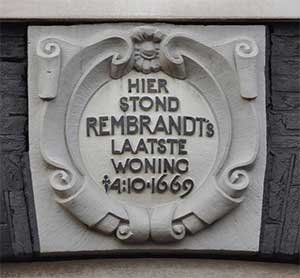 HIER
STOND
REMBRANDT'S
LAATSTE
WONING
†4·10·1669